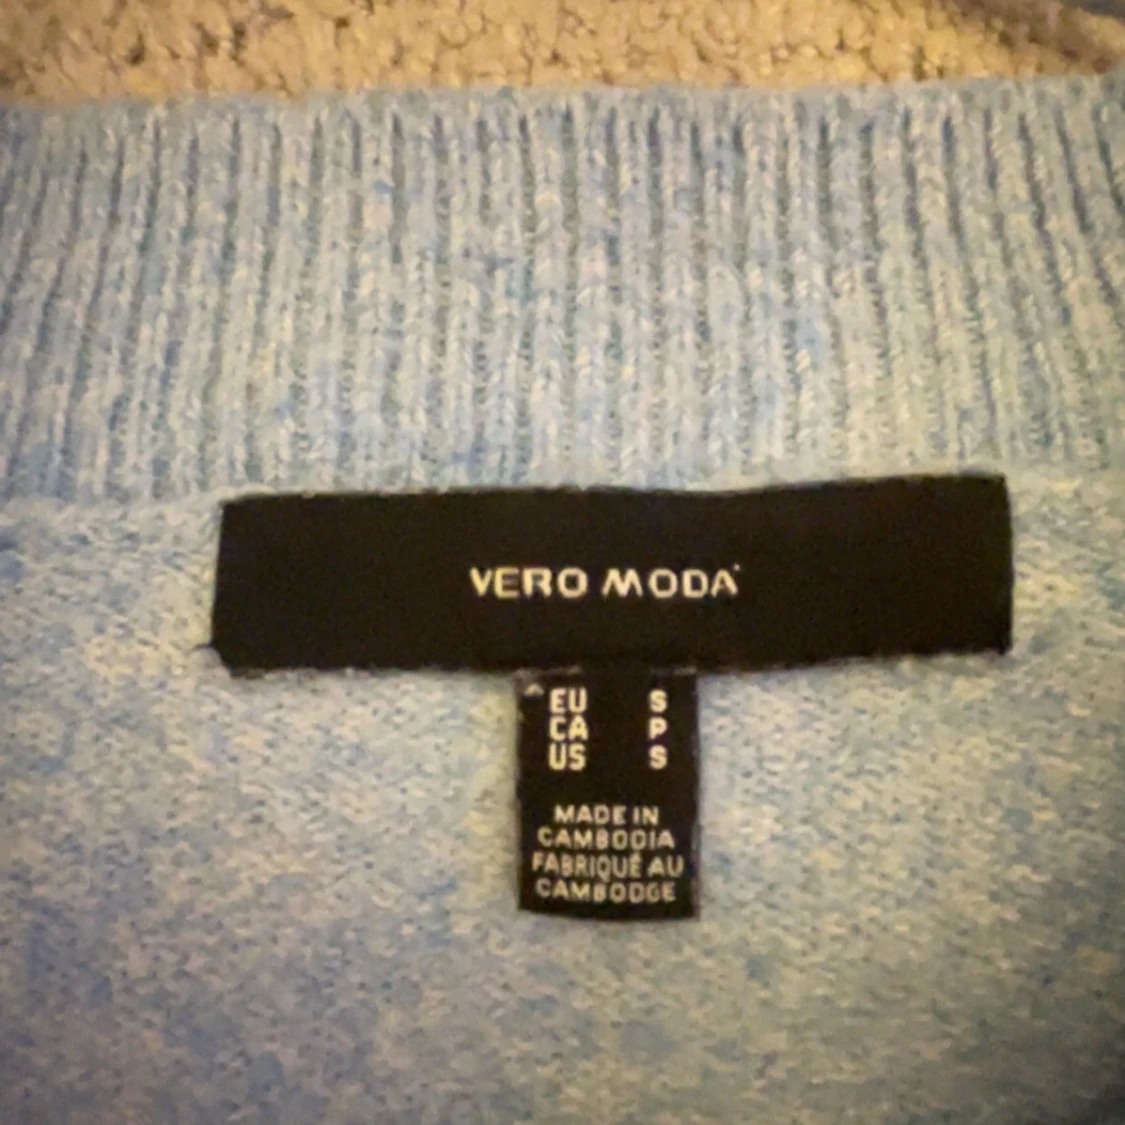 VERO MODA
EU S
CA P
US S
MADE IN
CAMBODIA
FABRIQUÉ AU
CAMBODGE